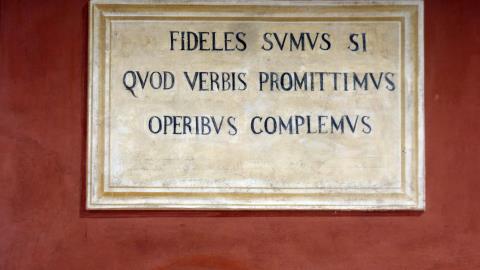 FIDELES SVMVS SI
QVOD VERBIS PROMITTIMVS
OPERIBVS COMPLEMVS